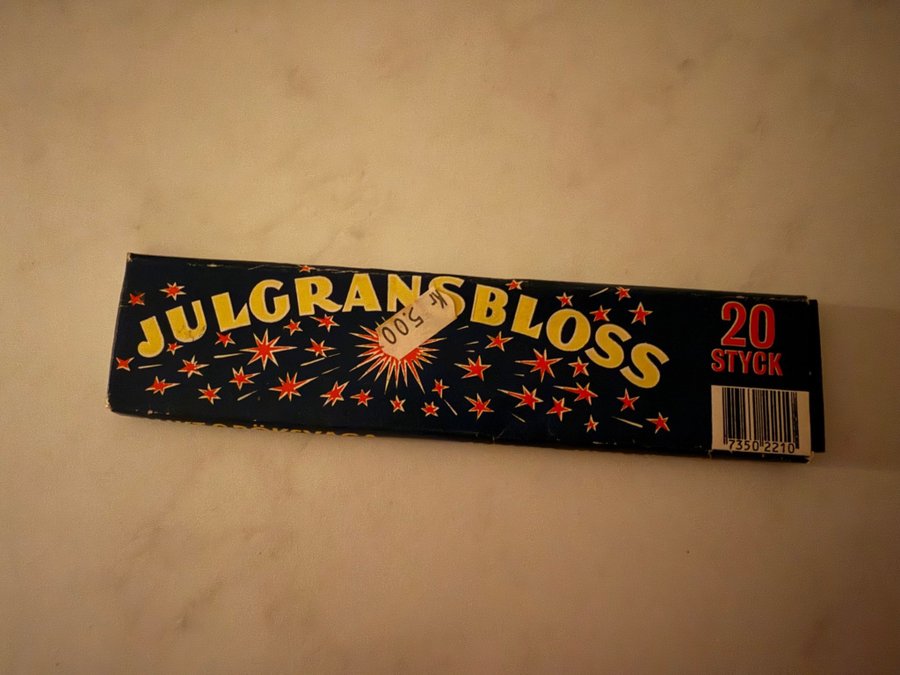 JULGRANSBLOSS
Kr 5,00
20
STYCK
7350 2210